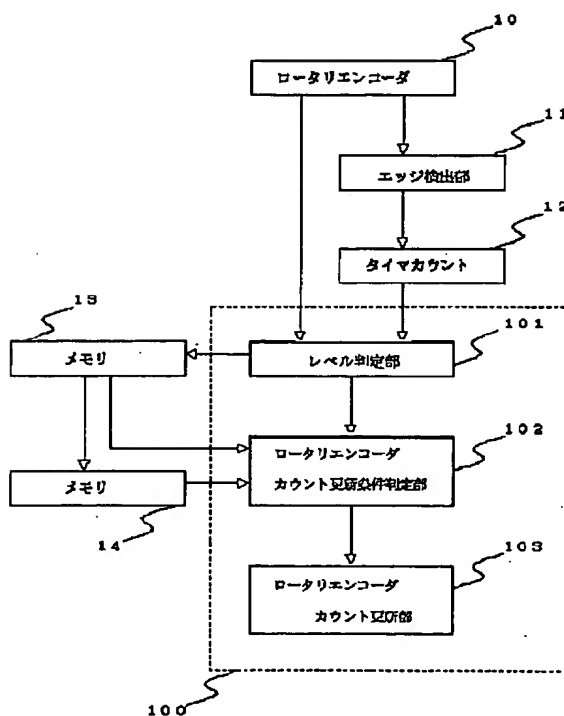 10
ロータリエンコーダ
11
エッジ検出部
12
タイマカウント
13
メモリ
101
レベル判定部
102
ロータリエンコーダ
カウント更新条件判定部
メモリ
14
103
ロータリエンコーダ
カウント更新部
100